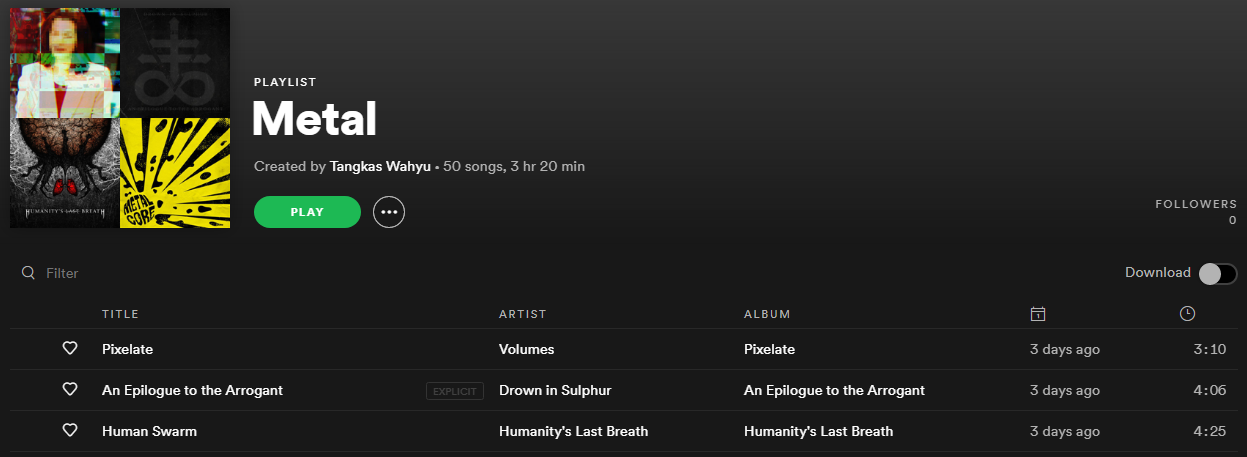 PLAYLIST
Metal
Created by Tangkas Wahyu • 50 songs, 3 hr 20 min
PLAY
FOLLOWERS
0
HUMANITY'S LAST BREATH
METAL
CORE
Filter
Download
TITLE ARTIST ALBUM
Pixelate Volumes Pixelate 3 days ago 3:10
An Epilogue to the Arrogant EXPLICIT Drown in Sulphur An Epilogue to the Arrogant 3 days ago 4:06
Human Swarm Humanity's Last Breath Humanity's Last Breath 3 days ago 4:25